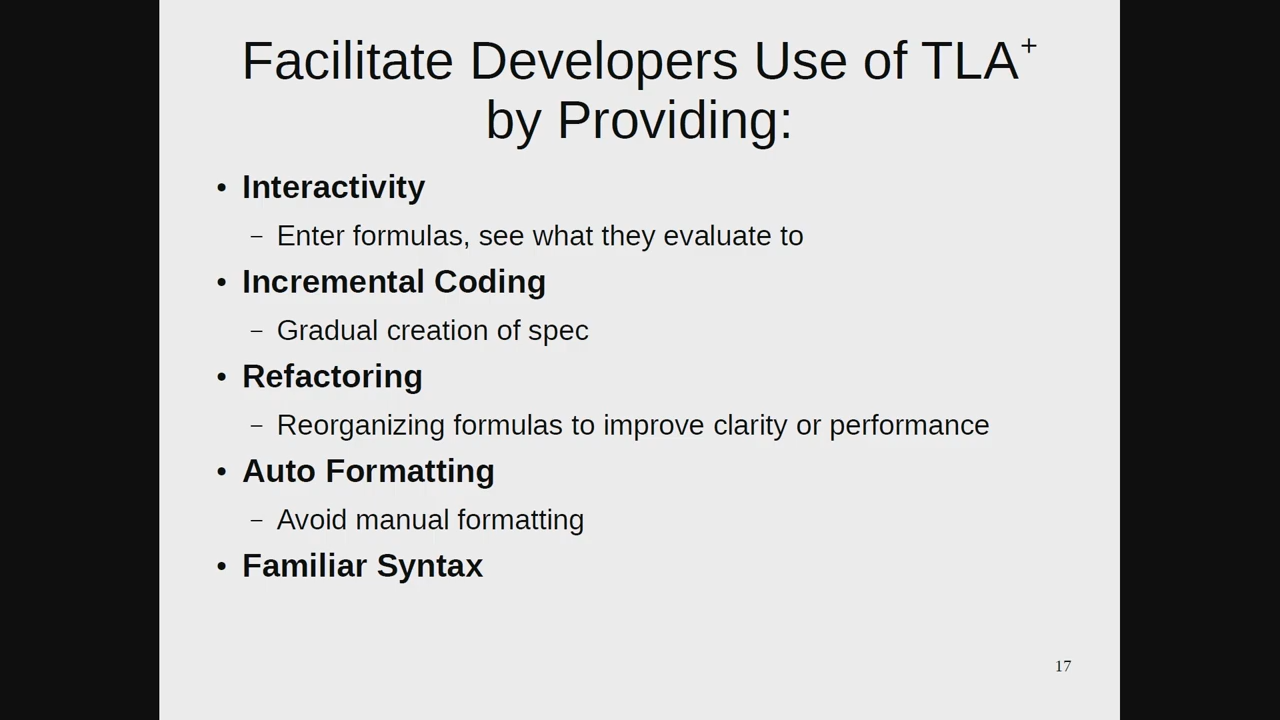 Facilitate Developers Use of TLA⁺
by Providing:
• Interactivity
– Enter formulas, see what they evaluate to
• Incremental Coding
– Gradual creation of spec
• Refactoring
– Reorganizing formulas to improve clarity or performance
• Auto Formatting
– Avoid manual formatting
• Familiar Syntax
17